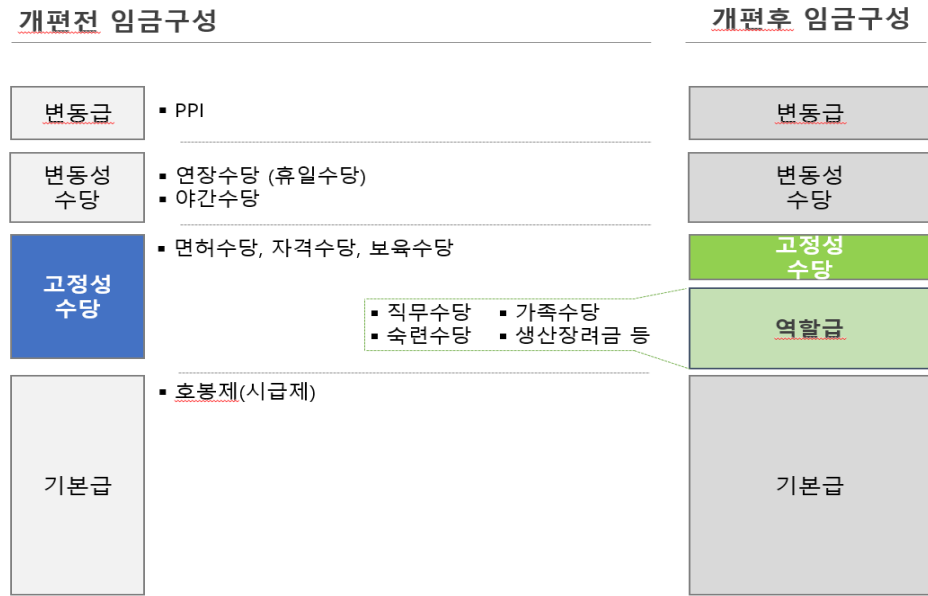 개편전 임금구성
개편후 임금구성
변동급
▪ PPI
변동급
변동성
수당
▪ 연장수당 (휴일수당)
▪ 야간수당
변동성
수당
고정성
수당
▪ 면허수당, 자격수당, 보육수당
▪ 직무수당 ▪ 가족수당
▪ 숙련수당 ▪ 생산장려금 등
고정성
수당
역할급
기본급
▪ 호봉제(시급제)
기본급